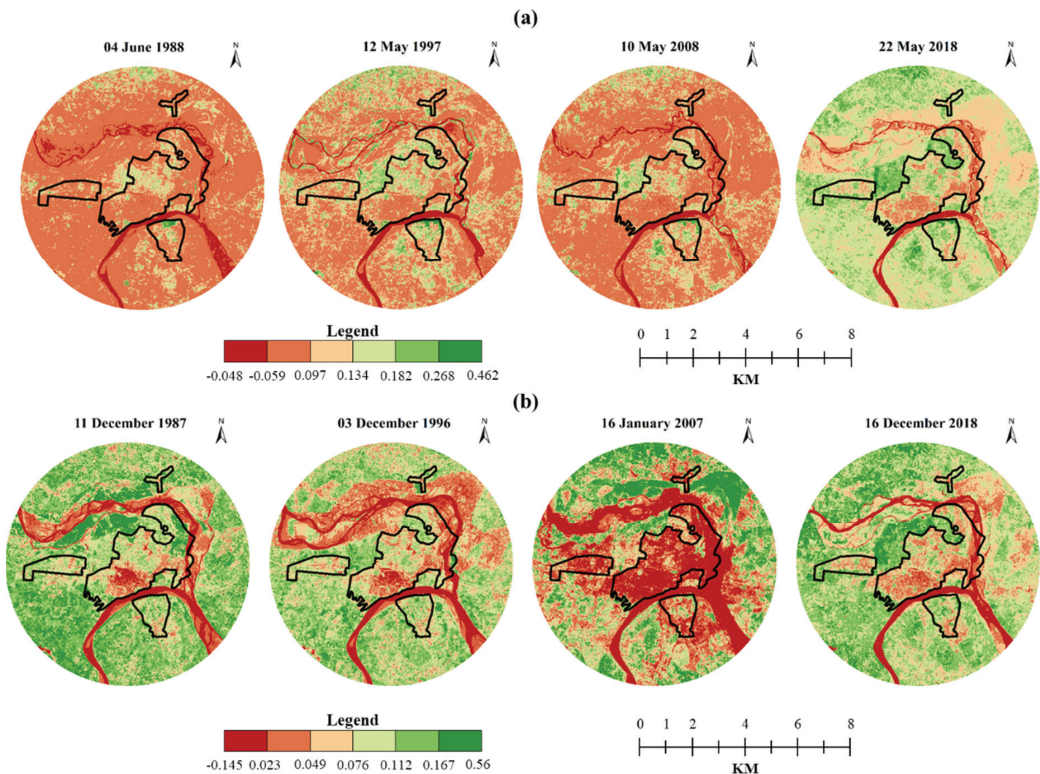 (a)
04 June 1988 N 12 May 1997 N 10 May 2008 N 22 May 2018 N
Legend
-0.048 -0.059 0.097 0.134 0.182 0.268 0.462
0 1 2 4 6 8
KM
(b)
11 December 1987 N 03 December 1996 N 16 January 2007 N 16 December 2018 N
Legend
-0.145 0.023 0.049 0.076 0.112 0.167 0.56
0 1 2 4 6 8
KM